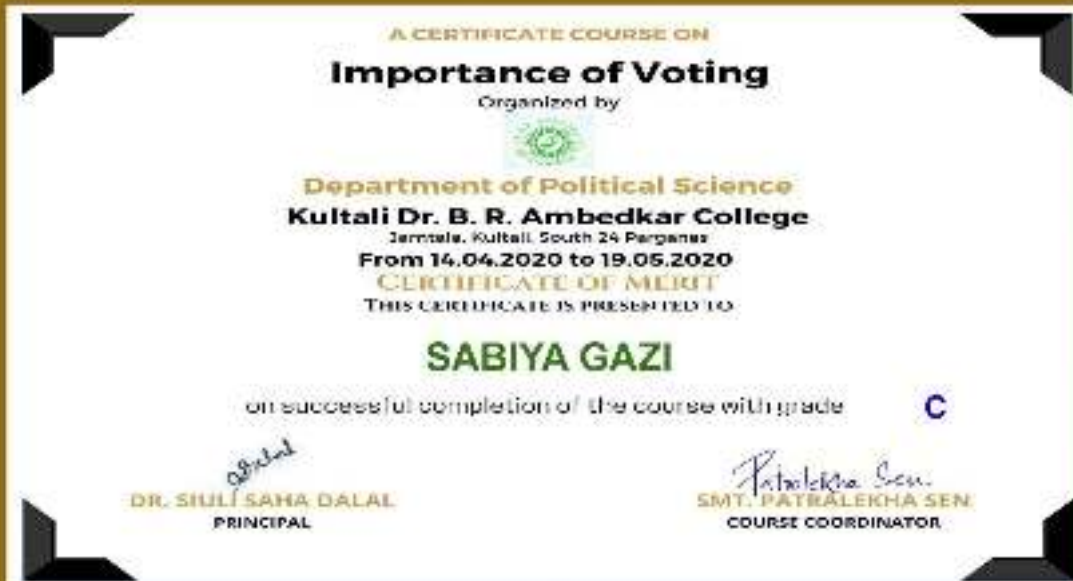 A CERTIFICATE COURSE ON
Importance of Voting
Organized by
Department of Political Science
Kultali Dr. B. R. Ambedkar College
Jamtala, Kultali, South 24 Parganas
From 14.04.2020 to 19.05.2020
CERTIFICATE OF MERIT
THIS CERTIFICATE IS PRESENTED TO
SABIYA GAZI
on successful completion of the course with grade C
Patralekha Sen.
DR. SIULI SAHA DALAL
SMT. PATRALEKHA SEN
PRINCIPAL
COURSE COORDINATOR